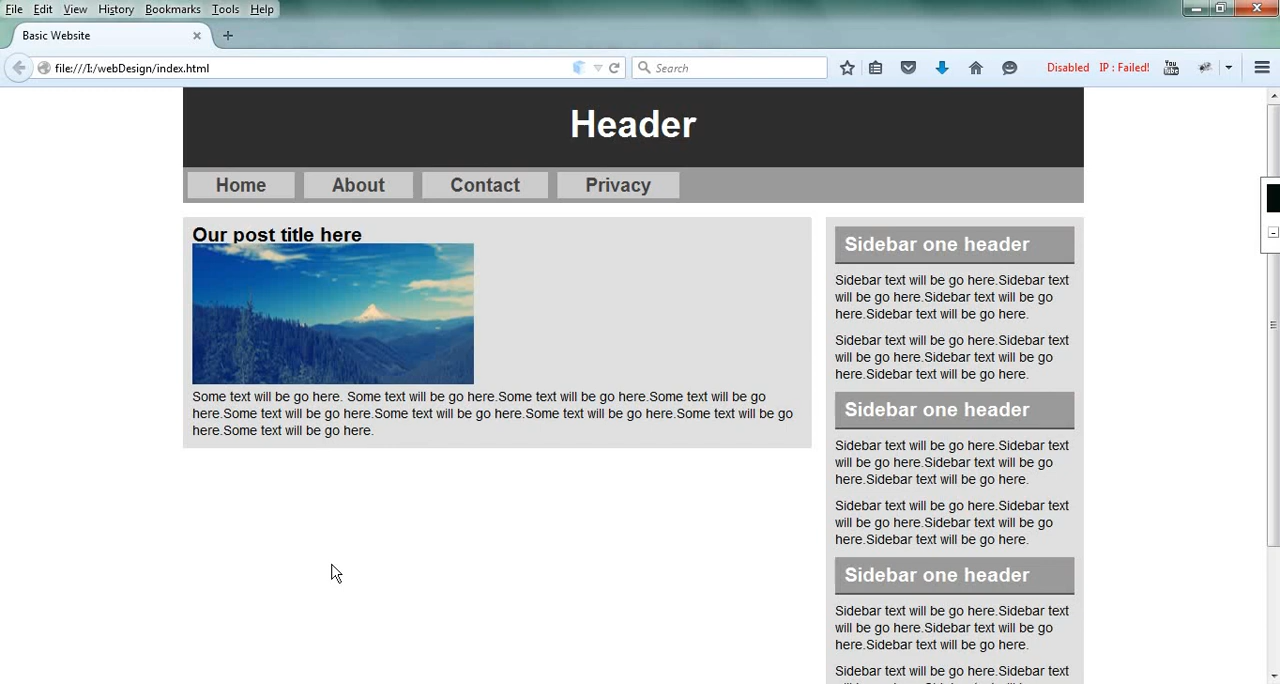 File Edit View History Bookmarks Tools Help
Basic Website
file:///I:/webDesign/index.html Search Disabled IP : Failed! You Tube
Header
Home About Contact Privacy
Our post title here
Some text will be go here. Some text will be go here.Some text will be go here.Some text will be go
here.Some text will be go here.Some text will be go here.Some text will be go here.Some text will be go
here.Some text will be go here.
Sidebar one header
Sidebar text will be go here.Sidebar text
will be go here.Sidebar text will be go
here.Sidebar text will be go here.
Sidebar text will be go here.Sidebar text
will be go here.Sidebar text will be go
here.Sidebar text will be go here.
Sidebar one header
Sidebar text will be go here.Sidebar text
will be go here.Sidebar text will be go
here.Sidebar text will be go here.
Sidebar text will be go here.Sidebar text
will be go here.Sidebar text will be go
here.Sidebar text will be go here.
Sidebar one header
Sidebar text will be go here.Sidebar text
will be go here.Sidebar text will be go
here.Sidebar text will be go here.
Sidebar text will be go here.Sidebar text